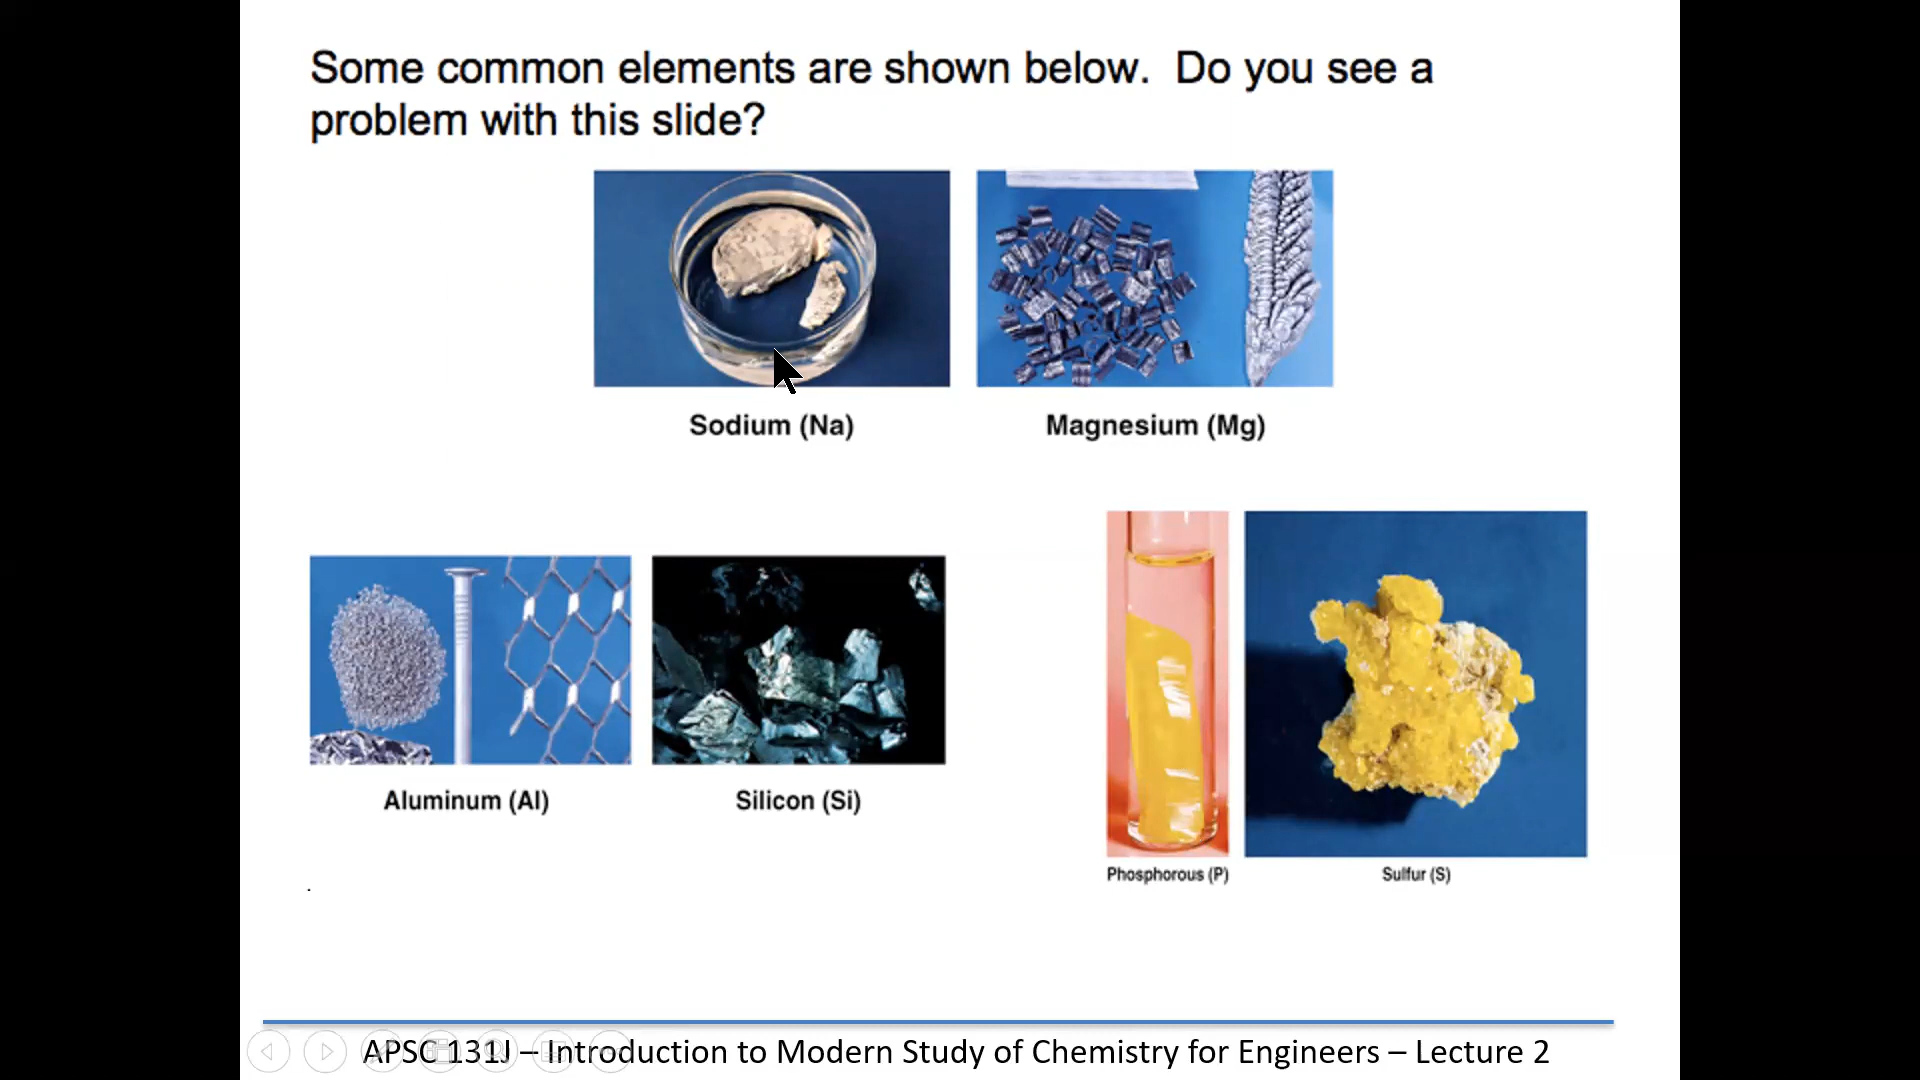 Some common elements are shown below. Do you see a
problem with this slide?
Sodium (Na)
Magnesium (Mg)
Aluminum (Al)
Silicon (Si)
Phosphorous (P)
Sulfur (S)
.
APSC 131J – Introduction to Modern Study of Chemistry for Engineers – Lecture 2